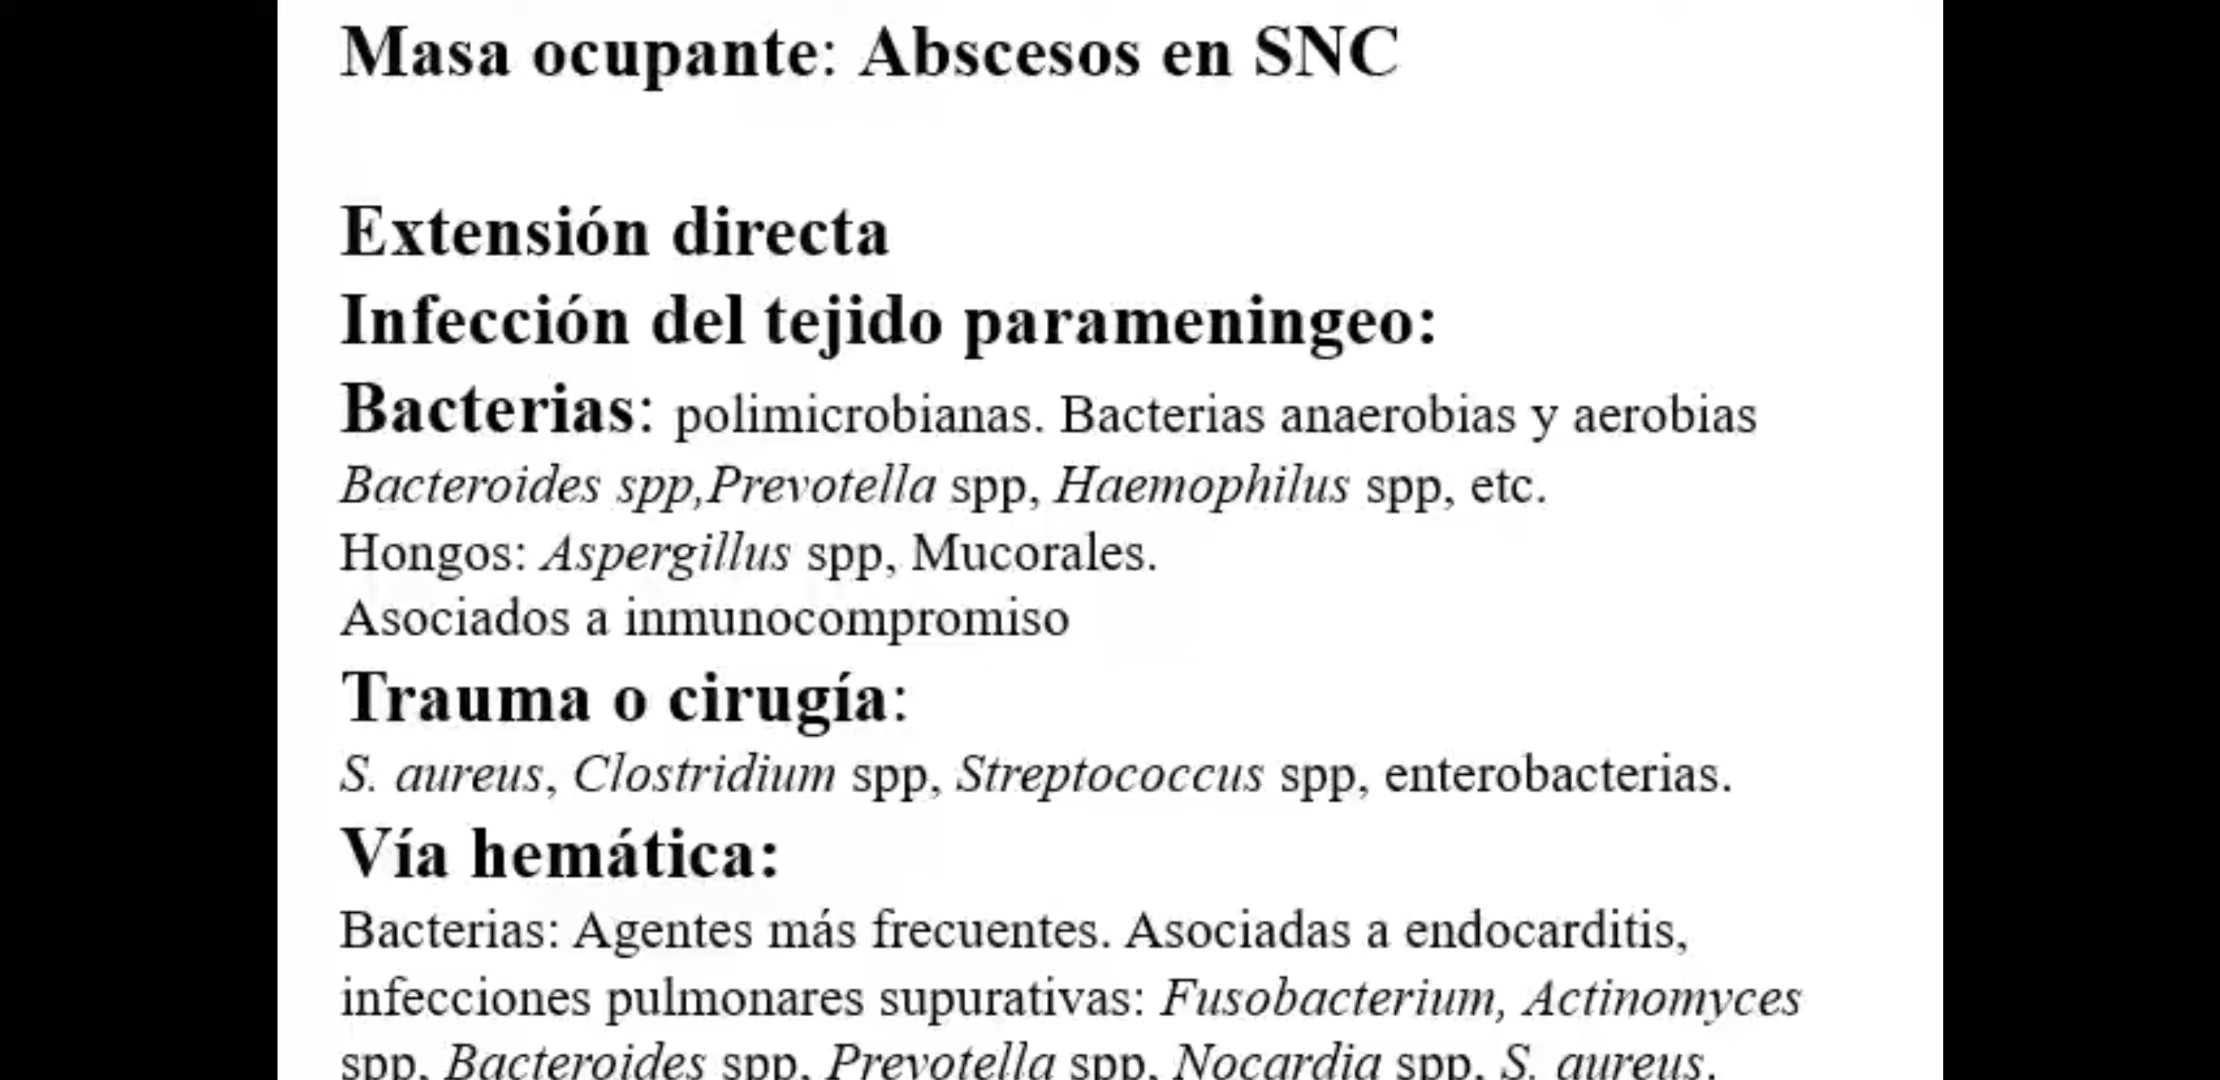 Masa ocupante: Abscesos en SNC
Extensión directa
Infección del tejido parameningeo:
Bacterias: polimicrobianas. Bacterias anaerobias y aerobias
Bacteroides spp,Prevotella spp, Haemophilus spp, etc.
Hongos: Aspergillus spp, Mucorales.
Asociados a inmunocompromiso
Trauma o cirugía:
S. aureus, Clostridium spp, Streptococcus spp, enterobacterias.
Vía hemática:
Bacterias: Agentes más frecuentes. Asociadas a endocarditis,
infecciones pulmonares supurativas: Fusobacterium, Actinomyces
spp, Bacteroides spp, Prevotella spp, Nocardia spp, S. aureus.